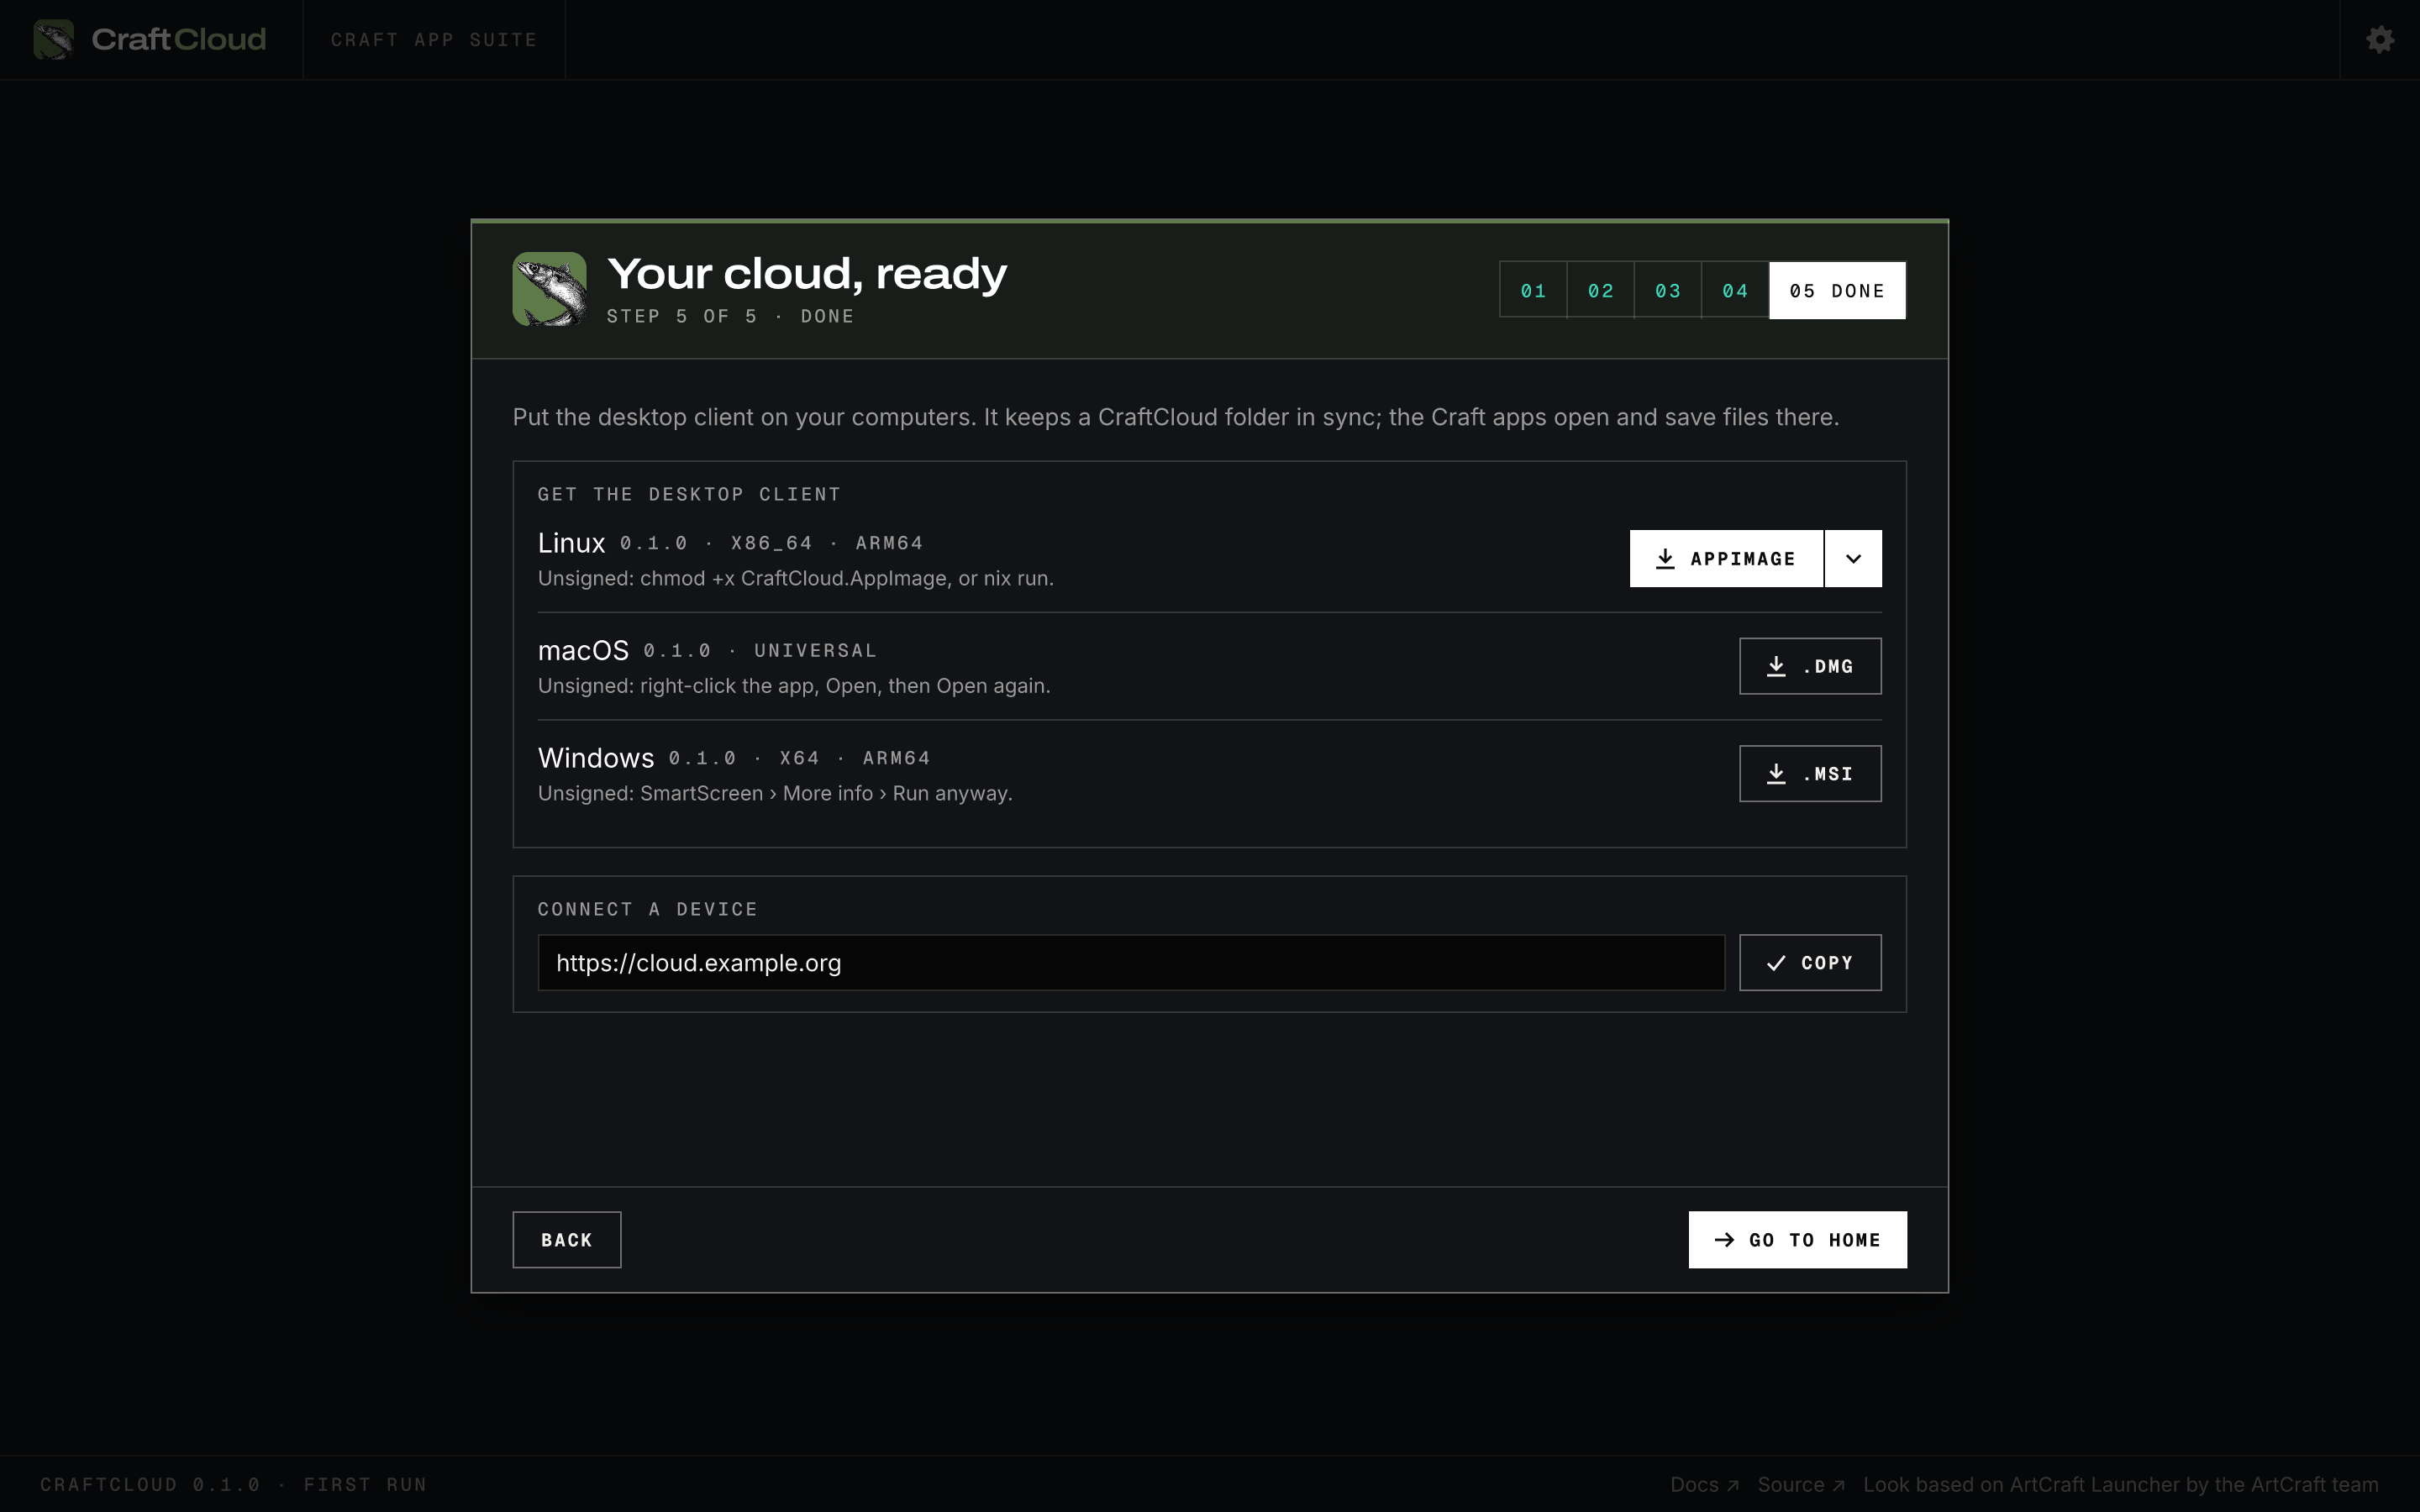 CraftCloud
CRAFT APP SUITE
Your cloud, ready
STEP 5 OF 5 · DONE
01 02 03 04 05 DONE
Put the desktop client on your computers. It keeps a CraftCloud folder in sync; the Craft apps open and save files there.
GET THE DESKTOP CLIENT
Linux 0.1.0 · X86_64 · ARM64
Unsigned: chmod +x CraftCloud.AppImage, or nix run.
APPIMAGE
macOS 0.1.0 · UNIVERSAL
Unsigned: right-click the app, Open, then Open again.
.DMG
Windows 0.1.0 · X64 · ARM64
Unsigned: SmartScreen › More info › Run anyway.
.MSI
CONNECT A DEVICE
https://cloud.example.org
COPY
BACK
GO TO HOME
CRAFTCLOUD 0.1.0 · FIRST RUN
Docs ↗ Source ↗ Look based on ArtCraft Launcher by the ArtCraft team